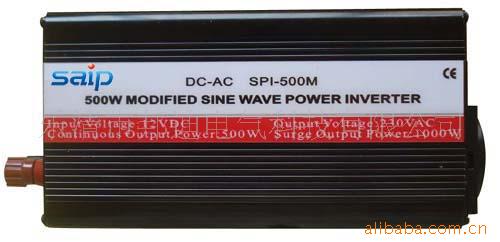 saip
DC-AC SPI-500M
500W MODIFIED SINE WAVE POWER INVERTER
Input Voltage: 12VDC Output Voltage: 230VAC
Continuous Output Power 500W Surge Output Power 1000W
CE
alibaba.com.cn